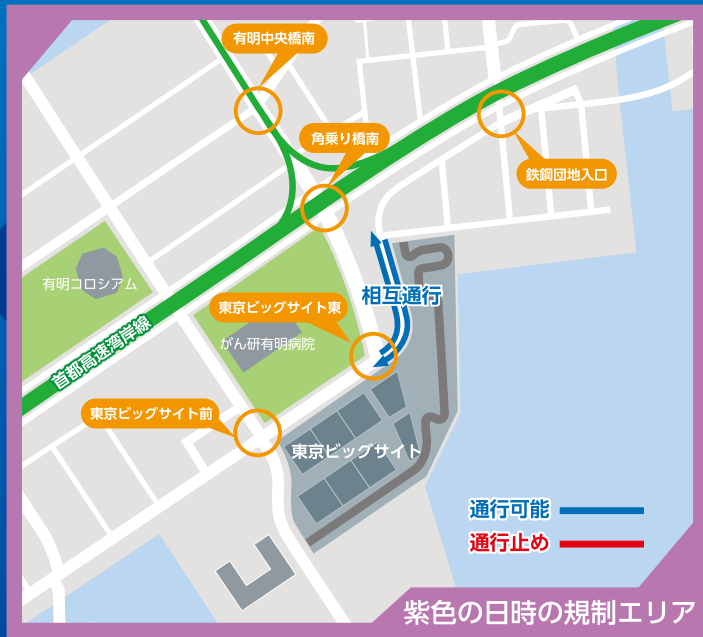 有明中央橋南
角乗り橋南
鉄鋼団地入口
有明コロシアム
相互通行
東京ビッグサイト東
がん研有明病院
首都高速湾岸線
東京ビッグサイト前
東京ビッグサイト
通行可能
通行止め
紫色の日時の規制エリア